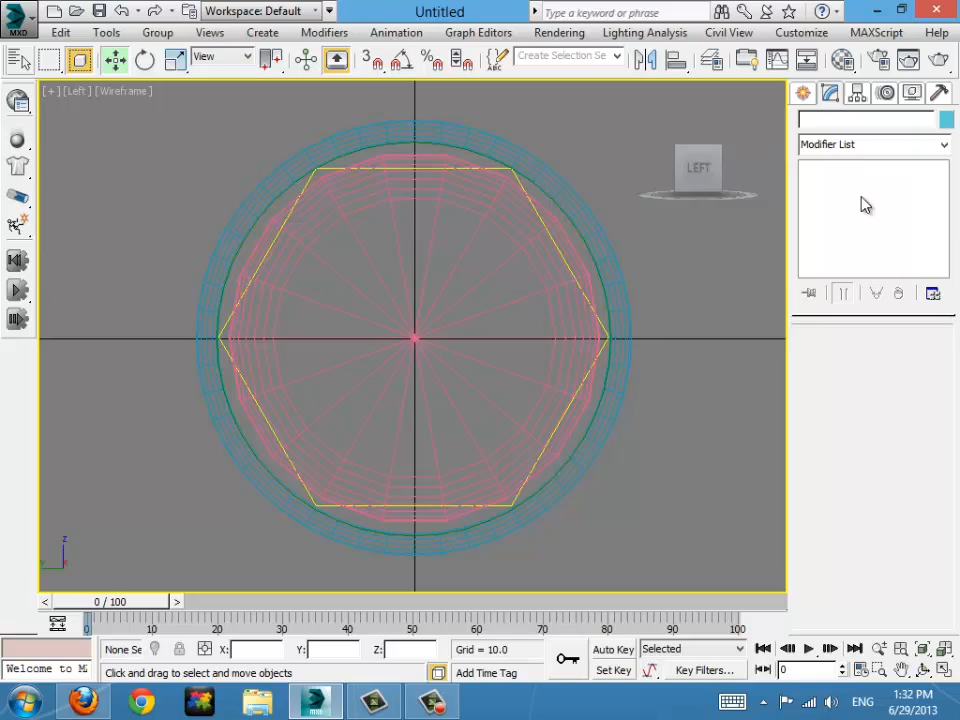 Workspace: Default
Untitled
Type a keyword or phrase
MXD
Edit
Tools
Group
Views
Create
Modifiers
Animation
Graph Editors
Rendering
Lighting Analysis
Civil View
Customize
MAXScript
Help
View
3
%
ABC
Create Selection Se
[+][Left][Wireframe]
LEFT
Modifier List
z
y
x
0 / 100
0
10
20
30
40
50
60
70
80
90
100
None Se
X:
Y:
Z:
Grid = 10.0
Auto Key
Selected
Welcome to M
Click and drag to select and move objects
Add Time Tag
Set Key
Key Filters...
0
ENG
1:32 PM
6/29/2013